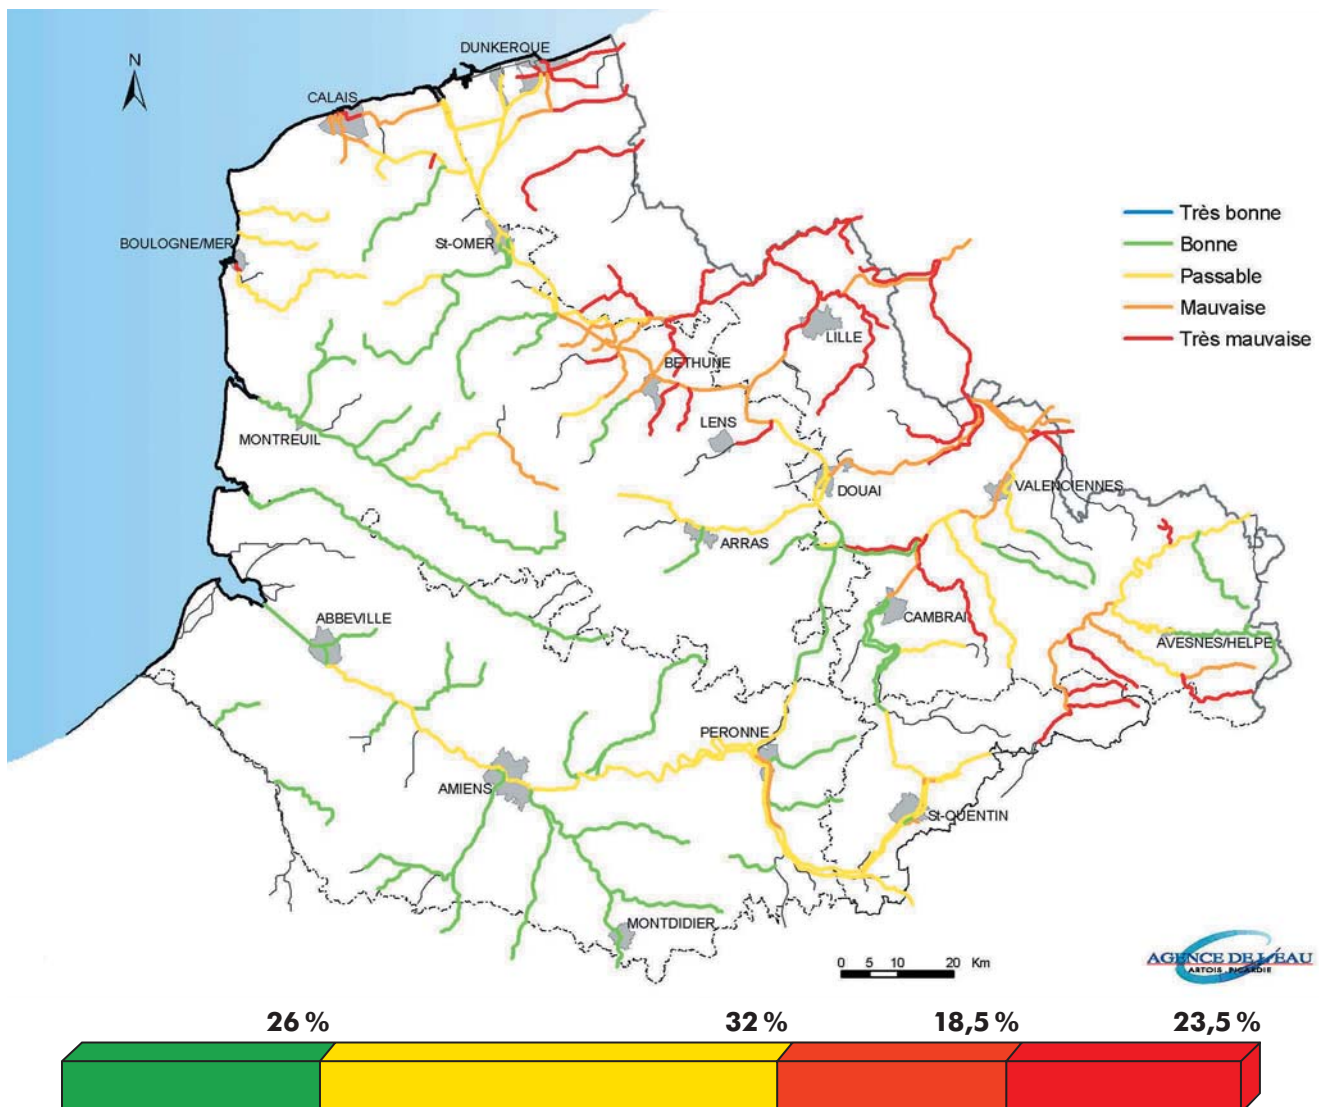 N
DUNKERQUE
CALAIS
Très bonne
Bonne
Passable
Mauvaise
Très mauvaise
BOULOGNE/MER
St-OMER
LILLE
BETHUNE
LENS
MONTREUIL
DOUAI
VALENCIENNES
ARRAS
ABBEVILLE
CAMBRAI
AVESNES/HELPE
PERONNE
AMIENS
St-QUENTIN
MONTDIDIER
0 5 10 20 Km
AGENCE DE L'EAU
ARTOIS . PICARDIE
26 % 32 % 18,5 % 23,5 %